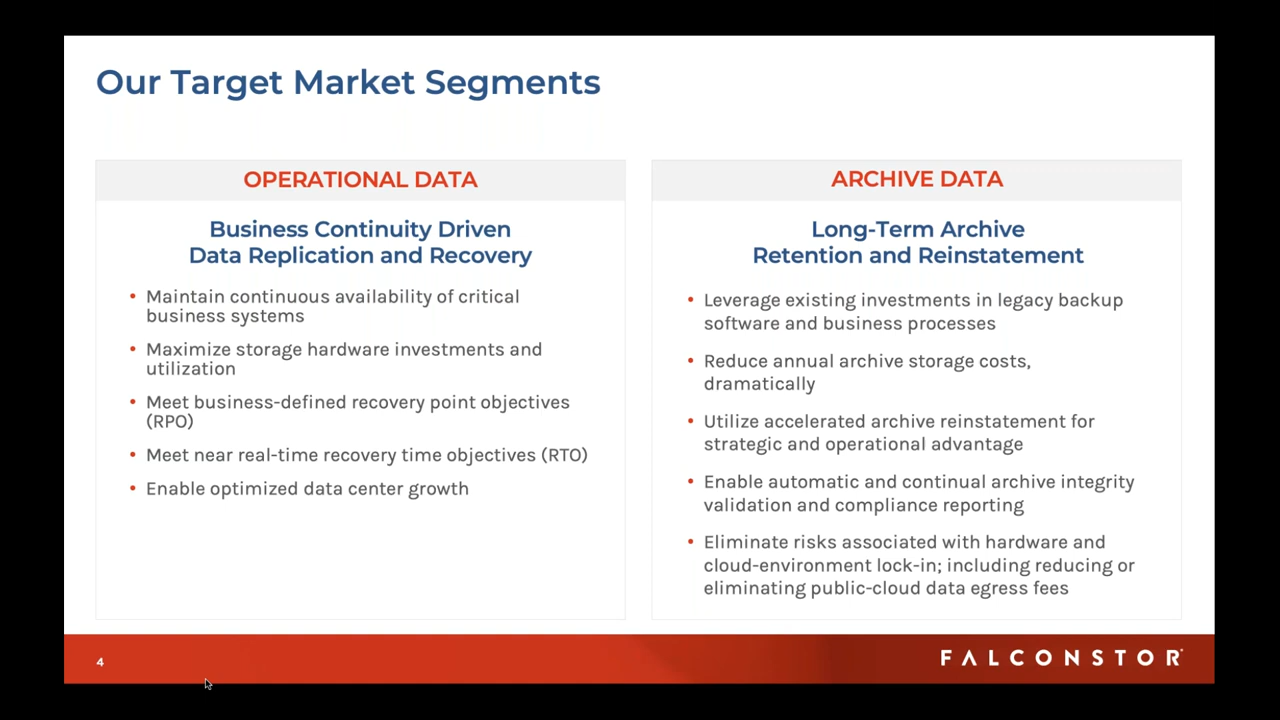 Our Target Market Segments
OPERATIONAL DATA
Business Continuity Driven
Data Replication and Recovery
• Maintain continuous availability of critical
business systems
• Maximize storage hardware investments and
utilization
• Meet business-defined recovery point objectives
(RPO)
• Meet near real-time recovery time objectives (RTO)
• Enable optimized data center growth
ARCHIVE DATA
Long-Term Archive
Retention and Reinstatement
• Leverage existing investments in legacy backup
software and business processes
• Reduce annual archive storage costs,
dramatically
• Utilize accelerated archive reinstatement for
strategic and operational advantage
• Enable automatic and continual archive integrity
validation and compliance reporting
• Eliminate risks associated with hardware and
cloud-environment lock-in; including reducing or
eliminating public-cloud data egress fees
4
FALCONSTOR